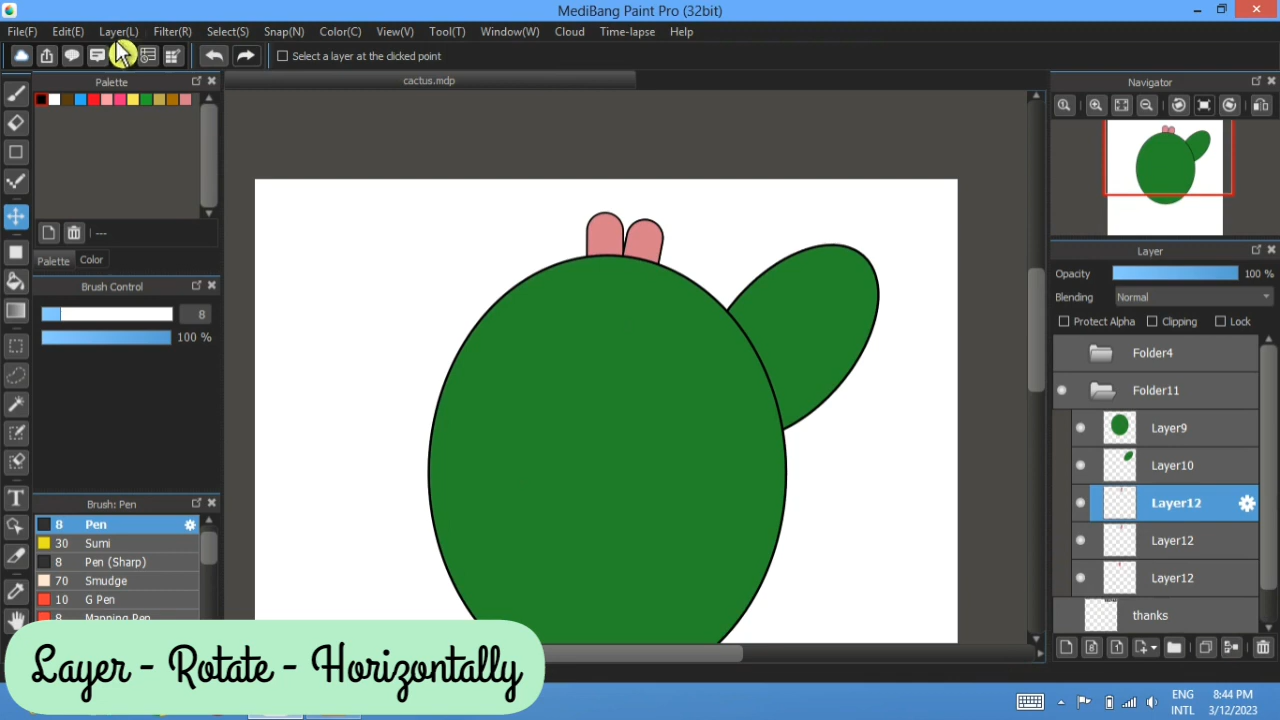 MediBang Paint Pro (32bit)
File(F) Edit(E) Layer(L) Filter(R) Select(S) Snap(N) Color(C) View(V) Tool(T) Window(W) Cloud Time-lapse Help
Select a layer at the clicked point
Palette
cactus.mdp
Navigator
---
Palette Color
Layer
Opacity 100 %
Brush Control
Blending Normal
8
Protect Alpha Clipping Lock
100 %
Folder4
Folder11
Layer9
Layer10
Brush: Pen
Layer12
8 Pen
30 Sumi
Layer12
8 Pen (Sharp)
70 Smudge
Layer12
10 G Pen
8 Mapping Pen
thanks
Layer - Rotate - Horizontally
ENG
INTL
8:44 PM
3/12/2023